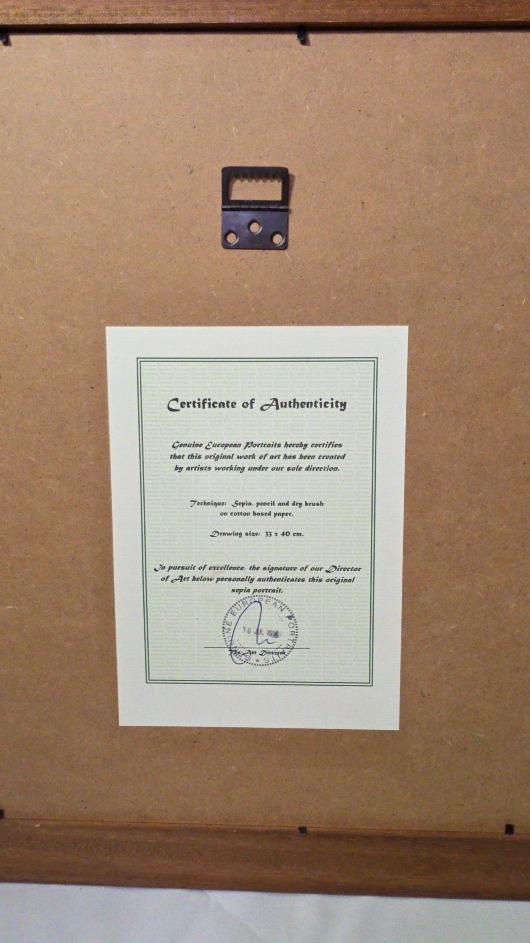 Certificate of Authenticity
Genuine European Portraits hereby certifies
that this original work of art has been created
by artists working under our sole direction.
Technique: Sepia, pencil and dry brush
on cotton based paper.
Drawing size: 33 x 40 cm.
In pursuit of excellence, the signature of our Director
of Art below personally authenticates this original
sepia portrait.
GENUINE EUROPEAN PORTRAITS
The Art Director